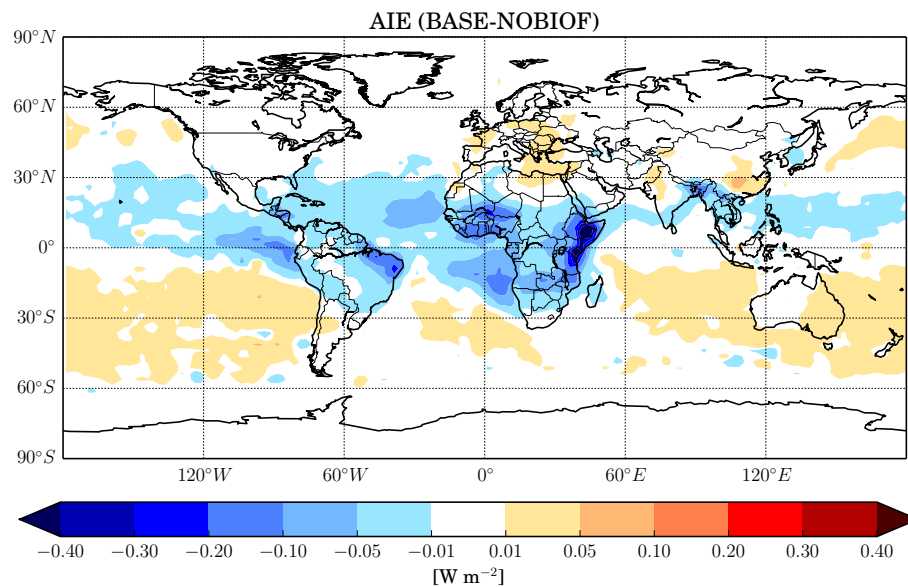 AIE (BASE-NOBIOF)
90°N
60°N
30°N
0°
30°S
60°S
90°S
120°W 60°W 0° 60°E 120°E
−0.40 −0.30 −0.20 −0.10 −0.05 −0.01 0.01 0.05 0.10 0.20 0.30 0.40
[W m⁻²]